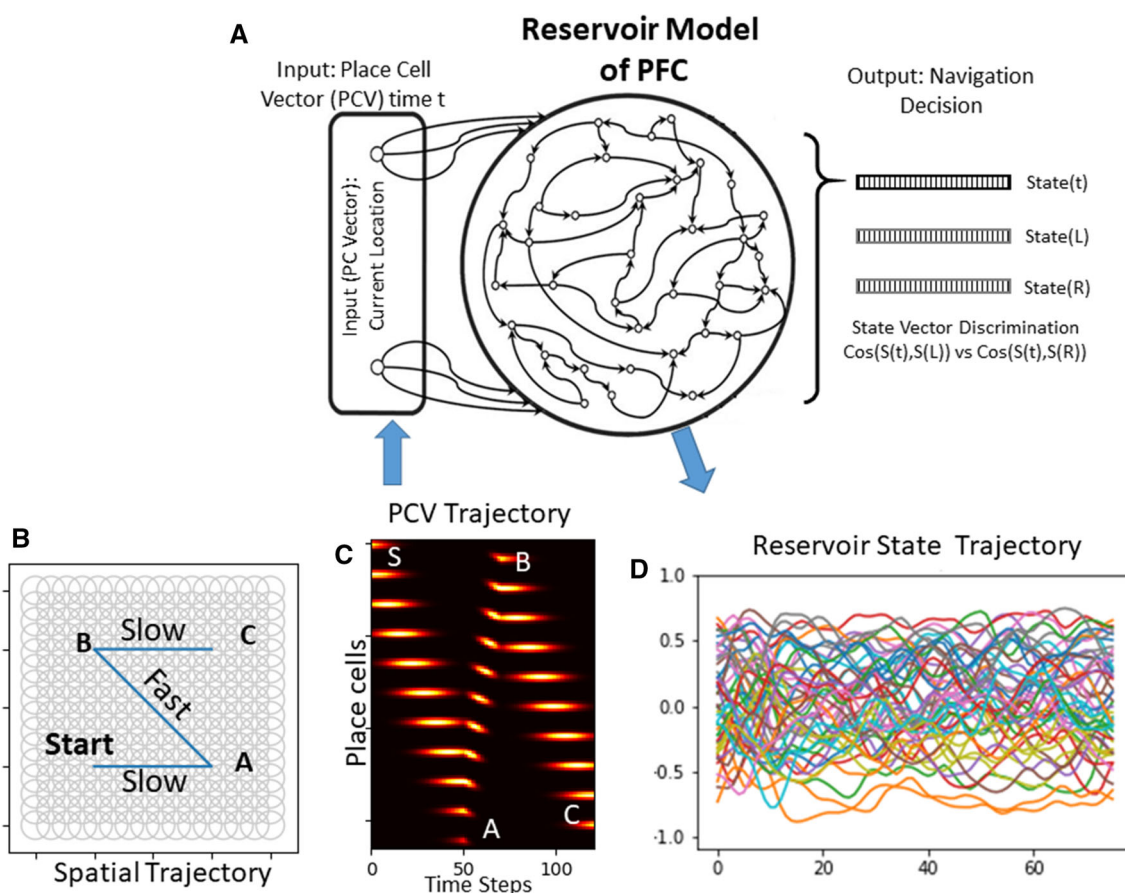 A
Reservoir Model
of PFC
Input: Place Cell
Vector (PCV) time t
Output: Navigation
Decision
Input (PC Vector):
Current Location
State(t)
State(L)
State(R)
State Vector Discrimination
Cos(S(t),S(L)) vs Cos(S(t),S(R))
B
Slow
B
C
Fast
Start
A
Slow
Spatial Trajectory
PCV Trajectory
C
S
B
Place cells
A
C
0
50
100
Time Steps
Reservoir State Trajectory
D
1.0
0.5
0.0
-0.5
-1.0
0
20
40
60